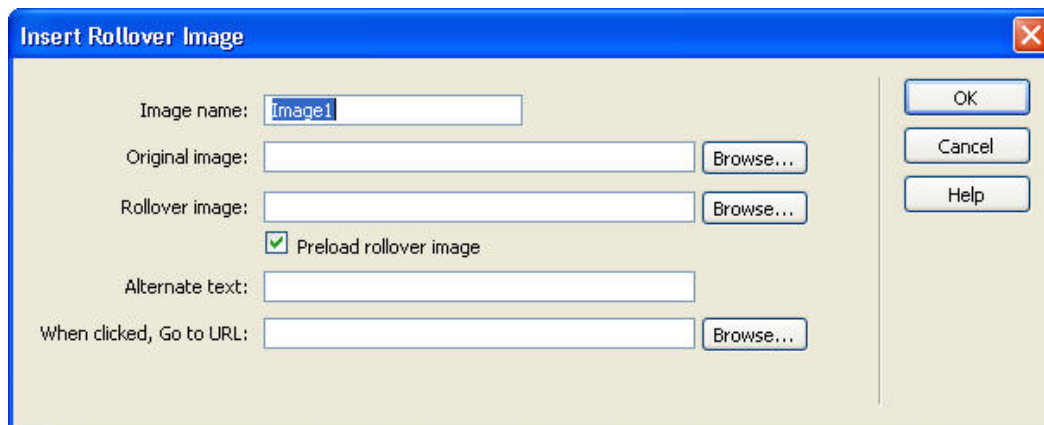 Insert Rollover Image
Image name: Image1
OK
Original image: Browse...
Cancel
Rollover image: Browse...
Help
Preload rollover image
Alternate text:
When clicked, Go to URL: Browse...